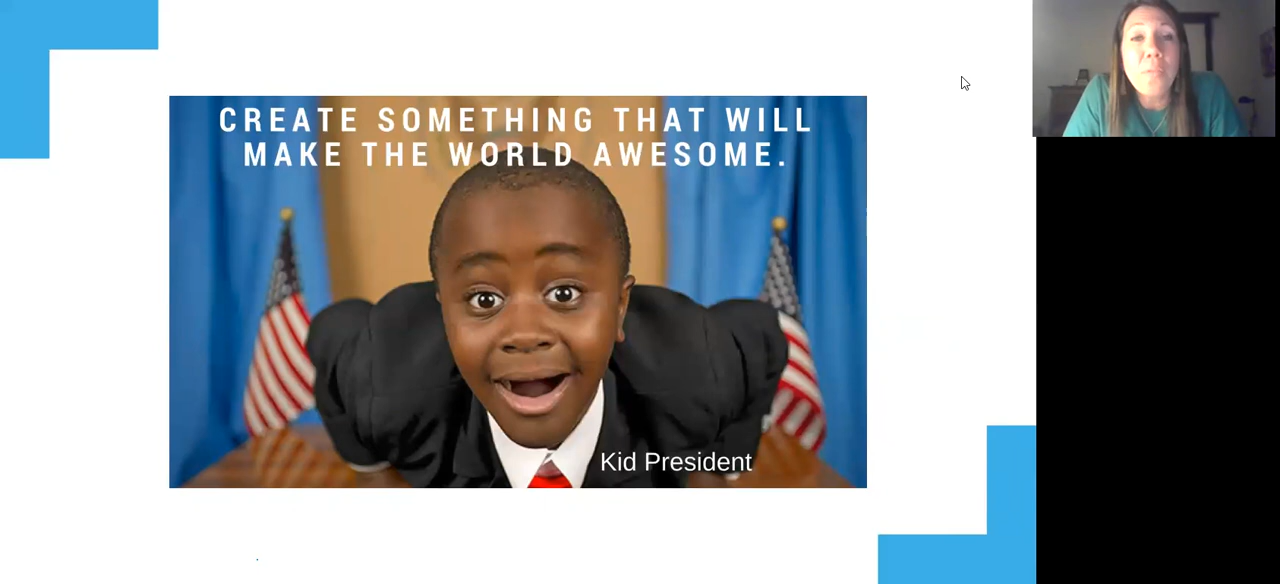 CREATE SOMETHING THAT WILL
MAKE THE WORLD AWESOME.
Kid President